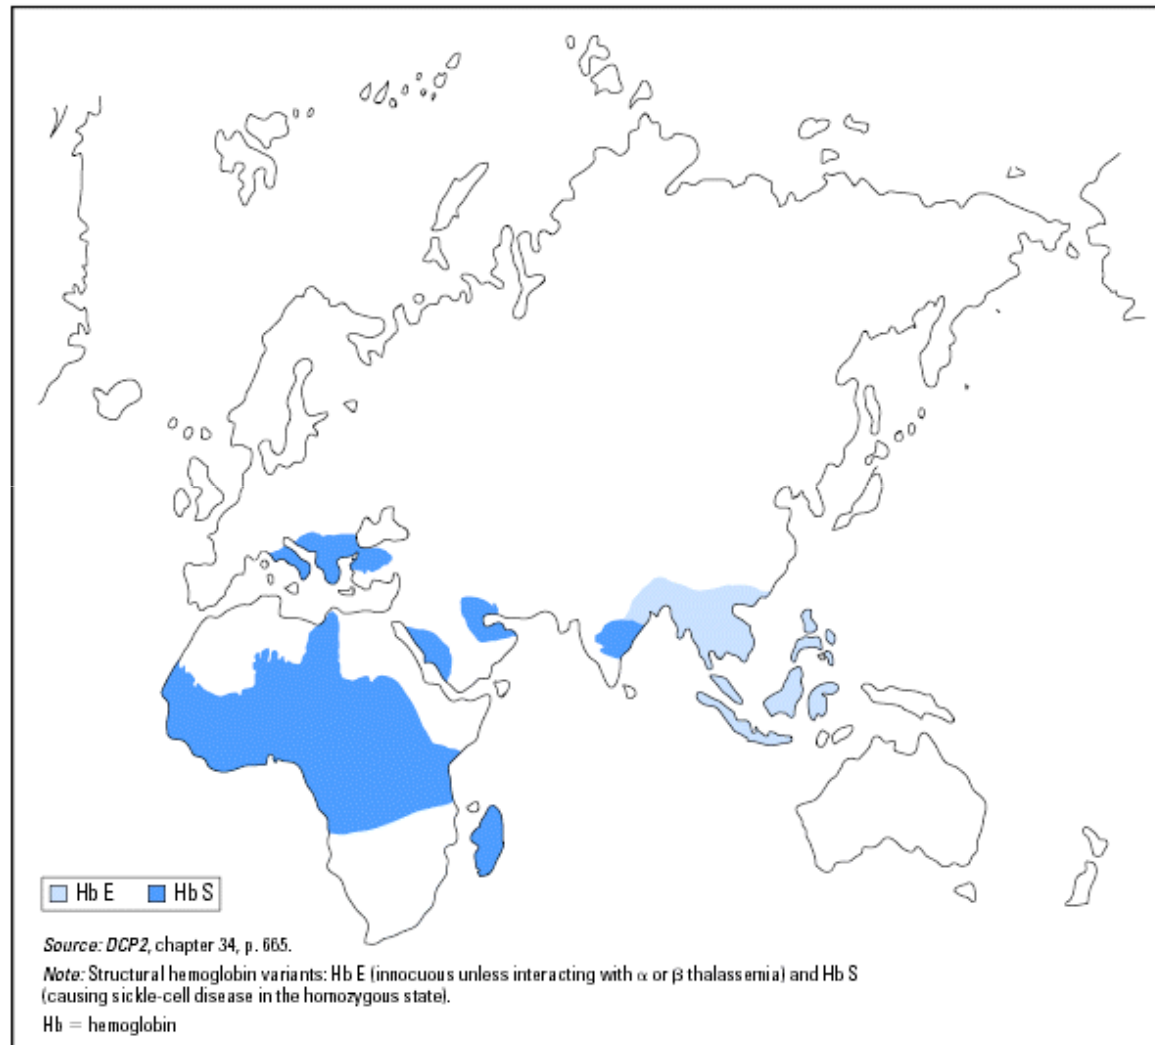 Hb E Hb S
Source: DCP2, chapter 34, p. 665.
Note: Structural hemoglobin variants: Hb E (innocuous unless interacting with α or β thalassemia) and Hb S
(causing sickle-cell disease in the homozygous state).
Hb = hemoglobin